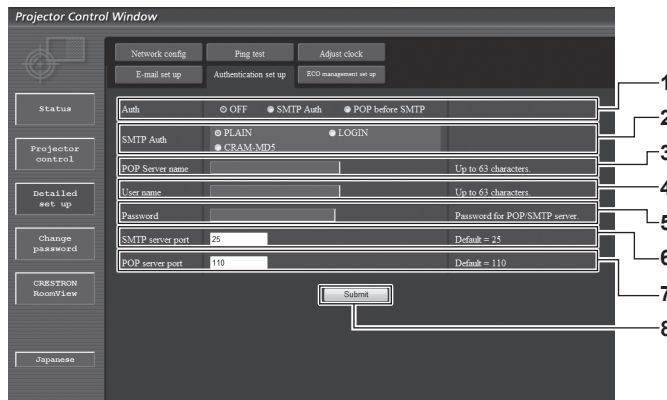 Projector Control Window
Network config
Ping test
Adjust clock
E-mail set up
Authentication set up
ECO management set up
Status
Projector
control
Detailed
set up
Change
password
CRESTRON
RoomView
Japanese
Auth
OFF
SMTP Auth
POP before SMTP
1
SMTP Auth
PLAIN
LOGIN
CRAM-MD5
2
POP Server name
Up to 63 characters.
3
User name
Up to 63 characters.
4
Password
Password for POP/SMTP server.
5
SMTP server port
25
Default = 25
6
POP server port
110
Default = 110
7
Submit
8